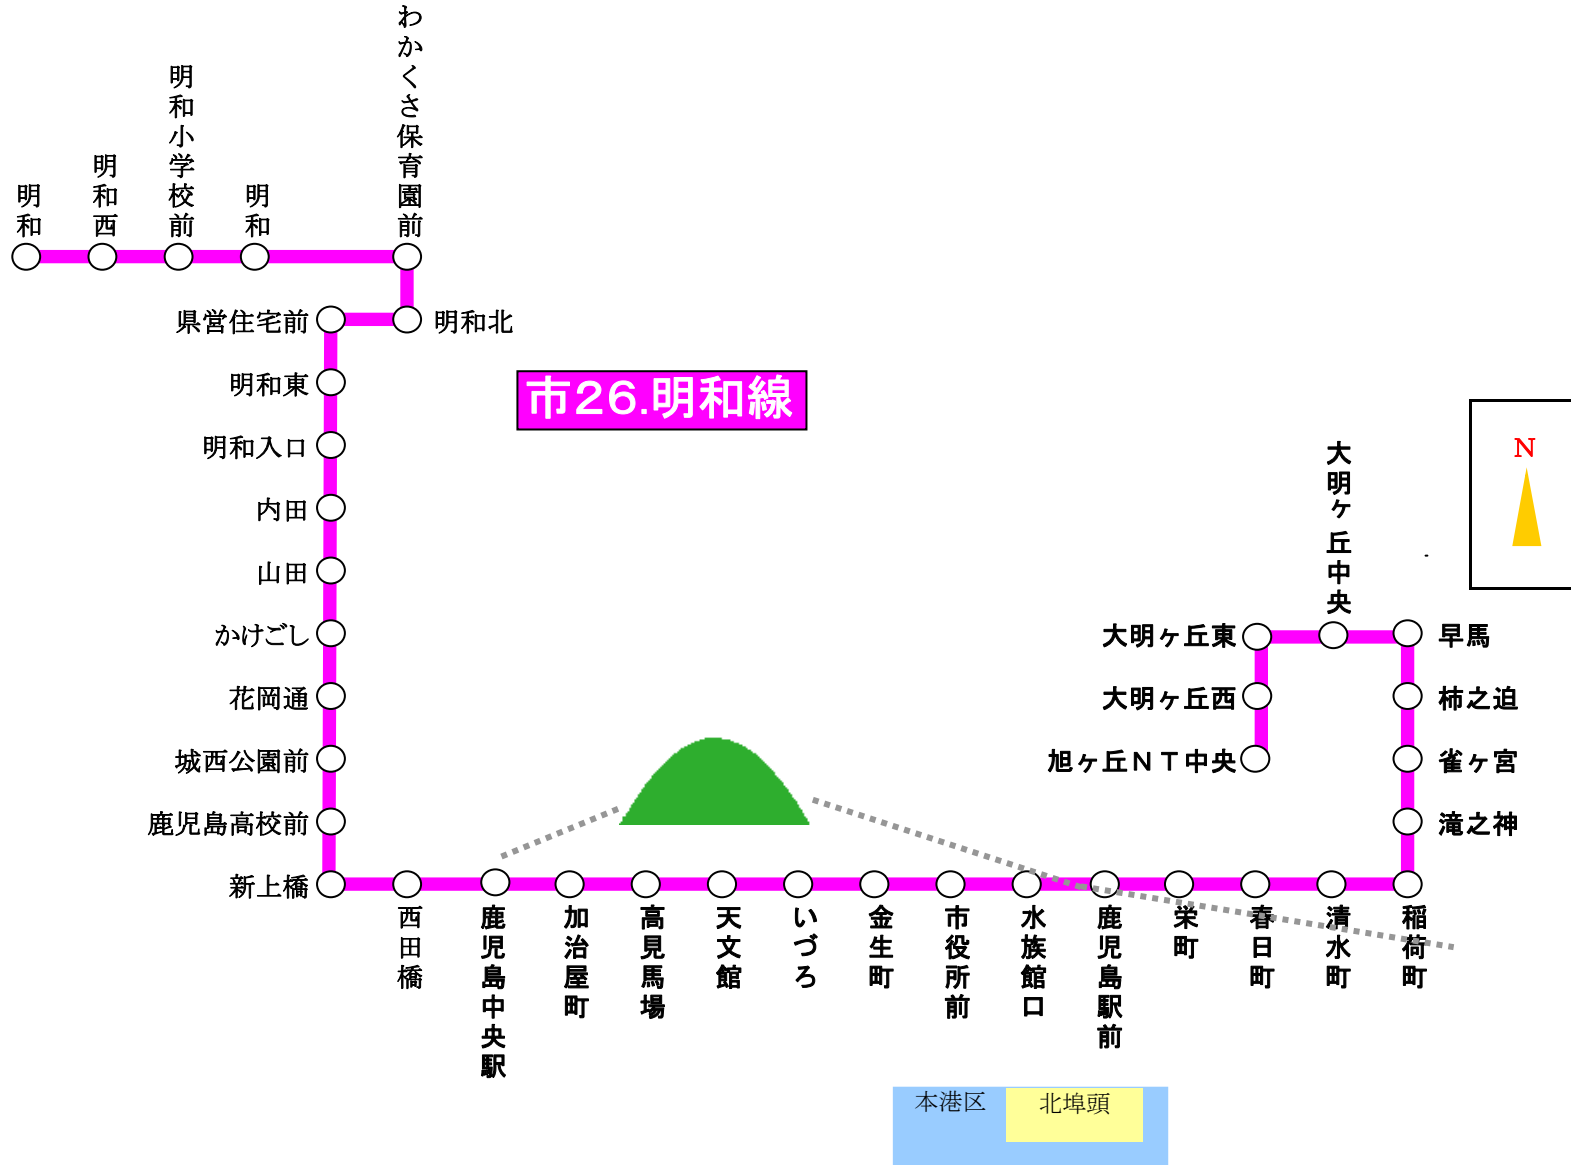 明和
明和西
明和小学校前
明和
わかくさ保育園前
明和北
県営住宅前
明和東
明和入口
内田
山田
かけごし
花岡通
城西公園前
鹿児島高校前
新上橋
市26.明和線
西田橋
鹿児島中央駅
加治屋町
高見馬場
天文館
いづろ
金生町
市役所前
水族館口
鹿児島駅前
栄町
春日町
清水町
稲荷町
滝之神
雀ヶ宮
柿之迫
早馬
大明ヶ丘中央
大明ヶ丘東
大明ヶ丘西
旭ヶ丘NT中央
N
本港区
北埠頭